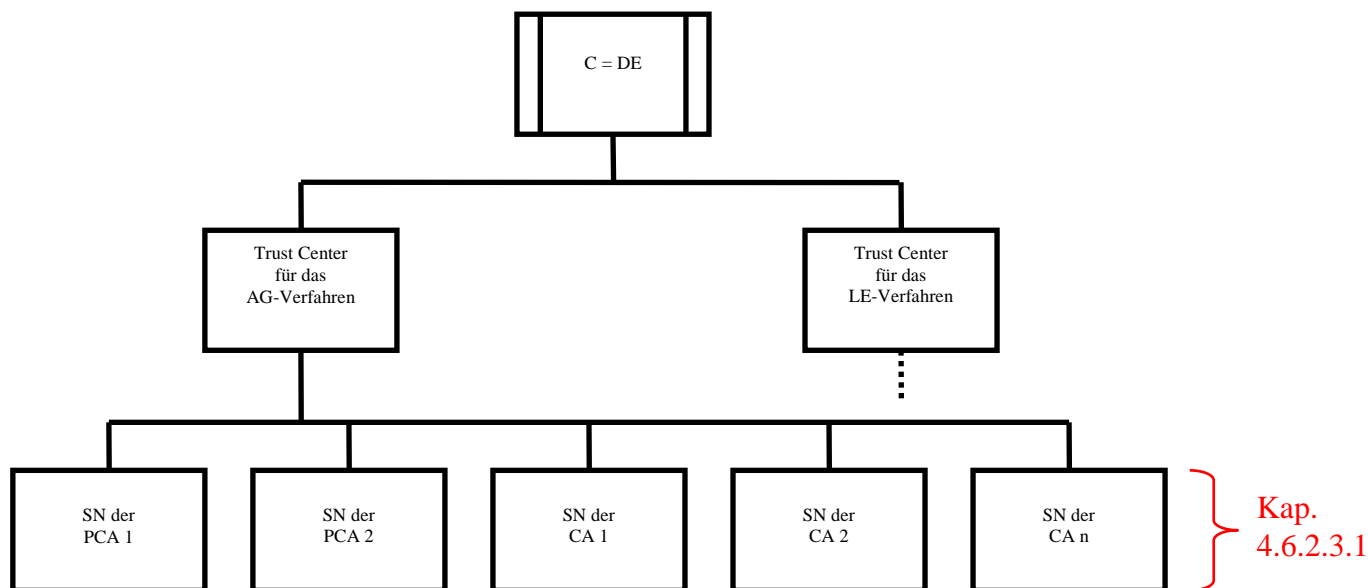 C = DE
Trust Center
für das
AG-Verfahren
Trust Center
für das
LE-Verfahren
SN der
PCA 1
SN der
PCA 2
SN der
CA 1
SN der
CA 2
SN der
CA n
Kap.
4.6.2.3.1